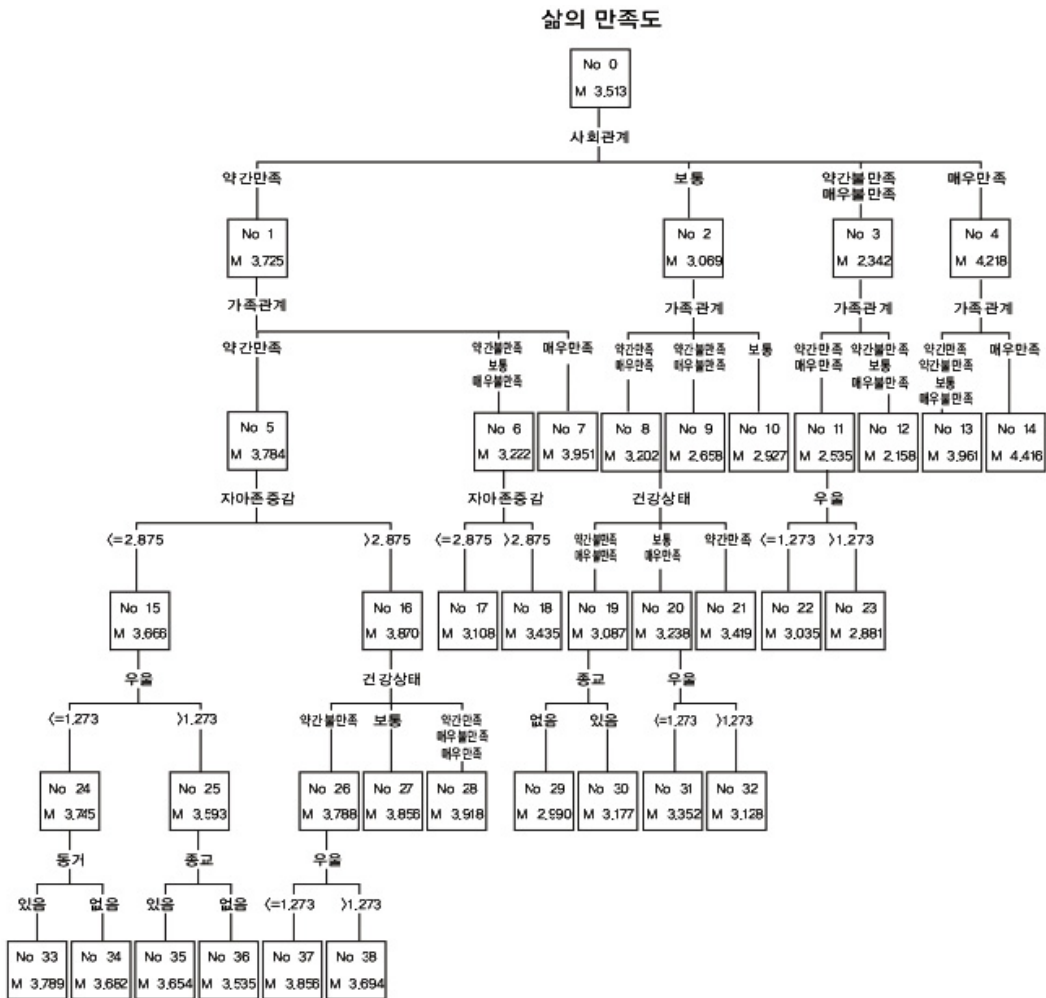 삶의 만족도
No 0
M 3.513
사회관계
약간만족 보통 약간불만족 매우만족
매우불만족
No 1 No 2 No 3 No 4
M 3.725 M 3.069 M 2.342 M 4.218
가족관계 가족관계 가족관계 가족관계
약간만족 약간불만족 매우만족 약간만족 약간불만족 보통 약간만족 약간불만족 약간만족 매우만족
보통 매우만족 매우불만족 매우만족 보통 약간불만족
매우불만족 매우불만족 보통
매우불만족
No 5 No 6 No 7 No 8 No 9 No 10 No 11 No 12 No 13 No 14
M 3.784 M 3.222 M 3.951 M 3.202 M 2.658 M 2.927 M 2.535 M 2.158 M 3.961 M 4.416
자아존중감 자아존중감 건강상태 우울
<=2.875 >2.875 <=2.875 >2.875 약간불만족 보통 약간만족 <=1.273 >1.273
매우불만족 매우만족
No 15 No 16 No 17 No 18 No 19 No 20 No 21 No 22 No 23
M 3.666 M 3.870 M 3.108 M 3.435 M 3.087 M 3.238 M 3.419 M 3.035 M 2.881
우울 건강상태 종교 우울
<=1.273 >1.273 약간불만족 보통 약간만족 없음 있음 <=1.273 >1.273
매우불만족
매우만족
No 24 No 25 No 26 No 27 No 28 No 29 No 30 No 31 No 32
M 3.745 M 3.593 M 3.788 M 3.856 M 3.918 M 2.990 M 3.177 M 3.352 M 3.128
동거 종교 우울
있음 없음 있음 없음 <=1.273 >1.273
No 33 No 34 No 35 No 36 No 37 No 38
M 3.789 M 3.662 M 3.654 M 3.535 M 3.856 M 3.694